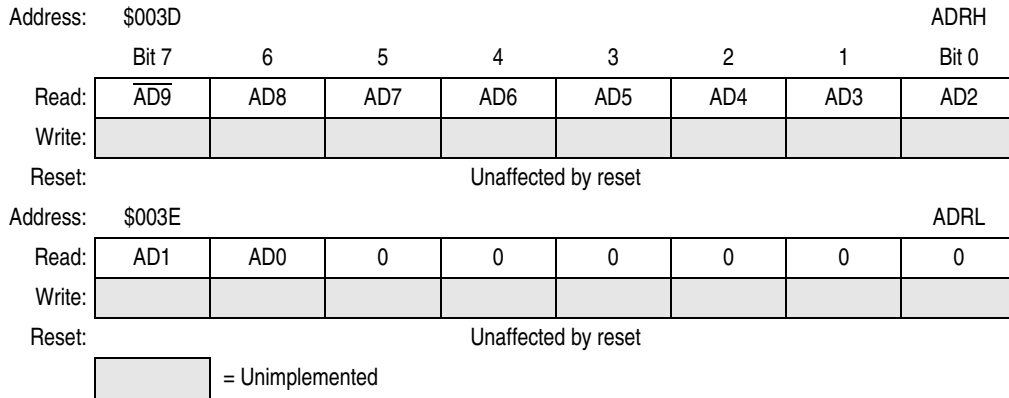 Address: $003D ADRH
Bit 7 6 5 4 3 2 1 Bit 0
Read: A̅D̅9̅ AD8 AD7 AD6 AD5 AD4 AD3 AD2
Write:
Reset: Unaffected by reset
Address: $003E ADRL
Read: AD1 AD0 0 0 0 0 0 0
Write:
Reset: Unaffected by reset
= Unimplemented